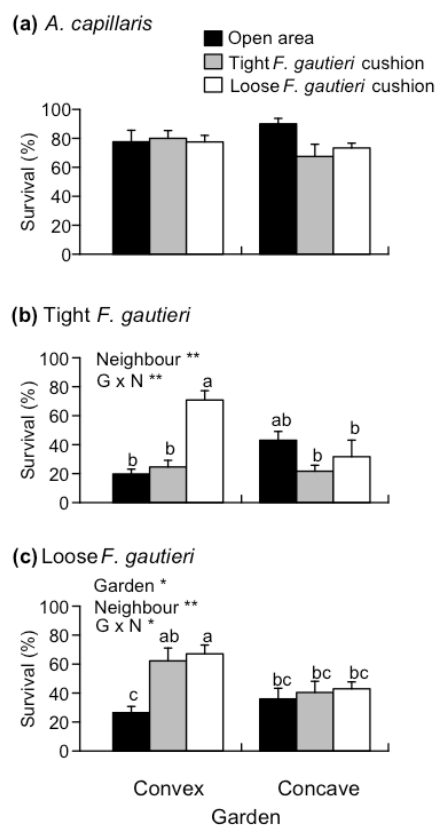 (a) A. capillaris
Open area
Tight F. gautieri cushion
Loose F. gautieri cushion
100
80
60
40
20
0
Survival (%)
(b) Tight F. gautieri
Neighbour **
G x N **
100
80
60
40
20
0
Survival (%)
b
b
a
ab
b
b
(c) Loose F. gautieri
Garden *
Neighbour **
G x N *
100
80
60
40
20
0
Survival (%)
c
ab
a
bc
bc
bc
Convex
Concave
Garden